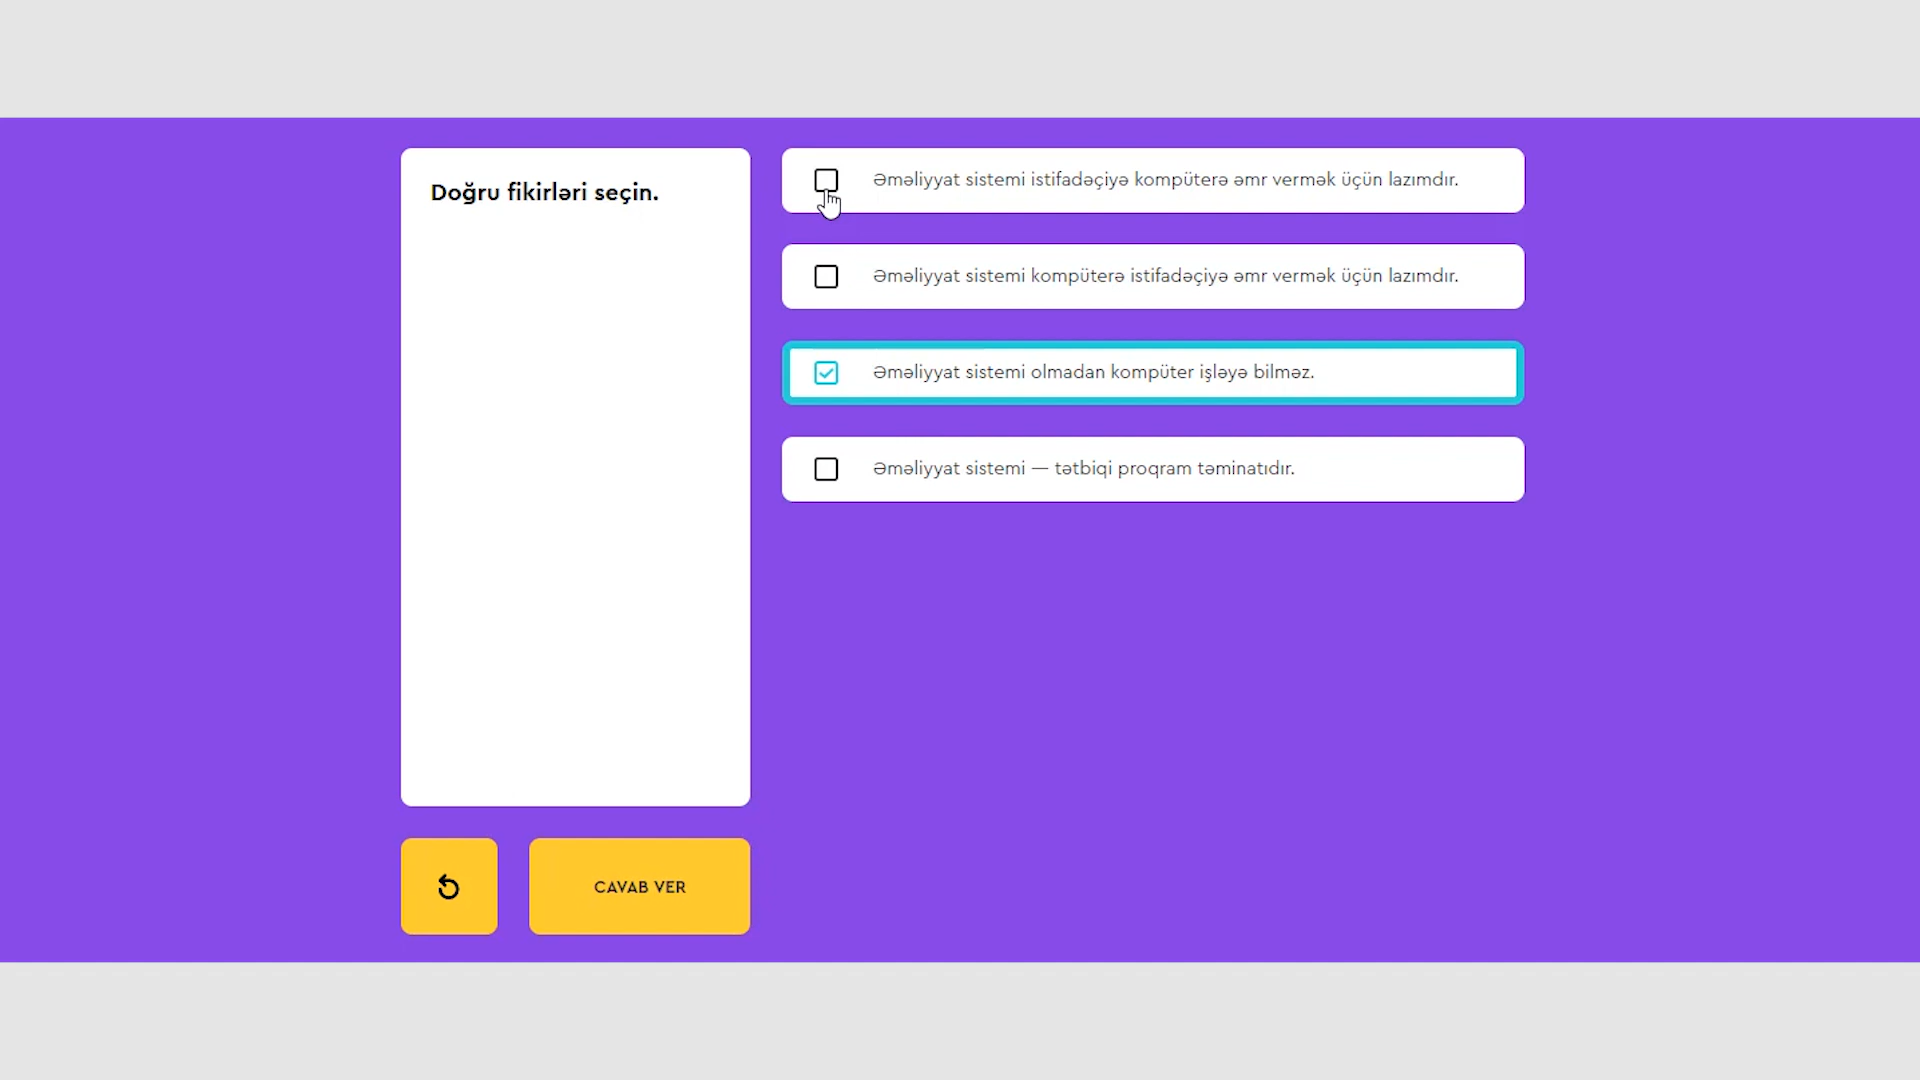 Doğru fikirləri seçin.
Əməliyyat sistemi istifadəçiyə kompüterə əmr vermək üçün lazımdır.
Əməliyyat sistemi kompüterə istifadəçiyə əmr vermək üçün lazımdır.
Əməliyyat sistemi olmadan kompüter işləyə bilməz.
Əməliyyat sistemi — tətbiqi proqram təminatıdır.
CAVAB VER